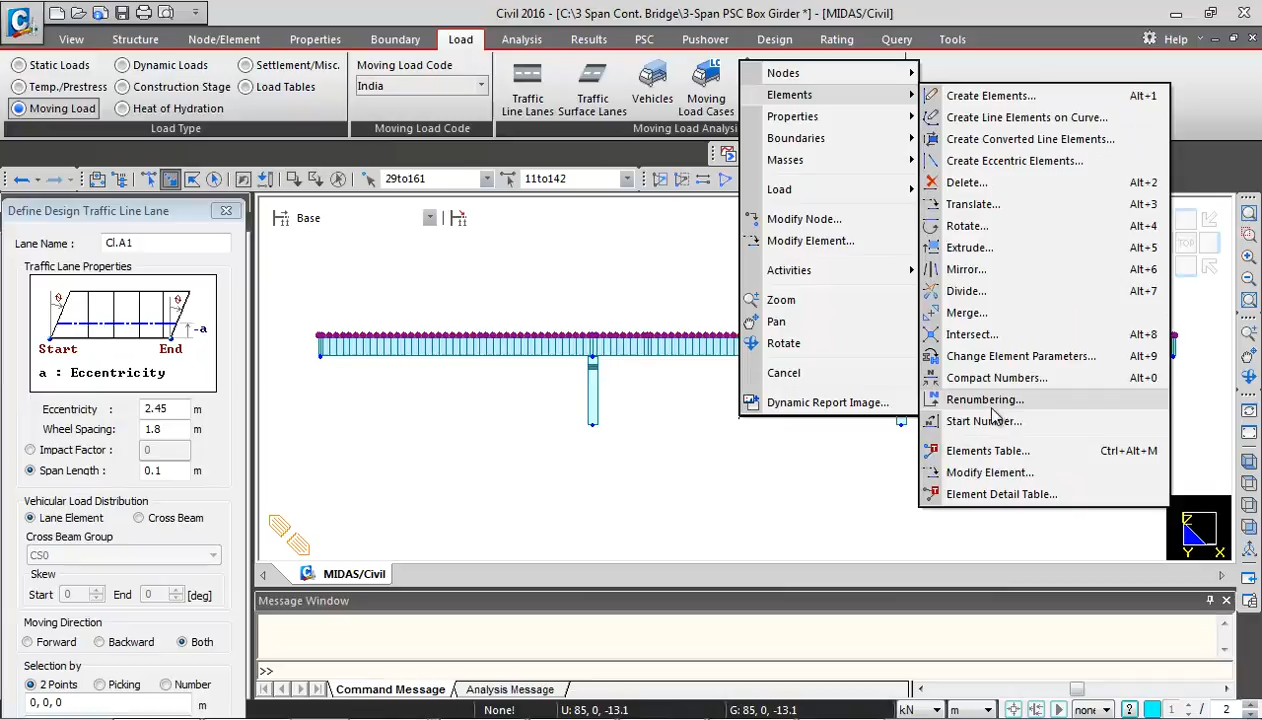 Civil 2016 - [C:\3 Span Cont. Bridge\3-Span PSC Box Girder *] - [MIDAS/Civil]
View Structure Node/Element Properties Boundary Load Analysis Results PSC Pushover Design Rating Query Tools Help
Static Loads Dynamic Loads Settlement/Misc.
Temp./Prestress Construction Stage Load Tables
Moving Load Heat of Hydration
Load Type
Moving Load Code
India
Moving Load Code
Traffic Line Lanes
Traffic Surface Lanes
Vehicles
Moving Load Cases
Moving Load Analysi
29to161
11to142
Define Design Traffic Line Lane
Lane Name : Cl.A1
Traffic Lane Properties
-a
Start End
a : Eccentricity
Eccentricity: 2.45 m
Wheel Spacing: 1.8 m
Impact Factor: 0
Span Length: 0.1 m
Vehicular Load Distribution
Lane Element Cross Beam
Cross Beam Group
CS0
Skew
Start 0 End 0 [deg]
Moving Direction
Forward Backward Both
Selection by
2 Points Picking Number
0, 0, 0
Base
Nodes
Elements
Properties
Boundaries
Masses
Load
Modify Node...
Modify Element...
Activities
Zoom
Pan
Rotate
Cancel
Dynamic Report Image...
Create Elements... Alt+1
Create Line Elements on Curve...
Create Converted Line Elements...
Create Eccentric Elements...
Delete... Alt+2
Translate... Alt+3
Rotate... Alt+4
Extrude... Alt+5
Mirror... Alt+6
Divide... Alt+7
Merge...
Intersect... Alt+8
Change Element Parameters... Alt+9
Compact Numbers... Alt+0
Renumbering...
Start Number...
Elements Table... Ctrl+Alt+M
Modify Element...
Element Detail Table...
TOP
Z
Y X
MIDAS/Civil
Message Window
>>
Command Message Analysis Message
None! U: 85, 0, -13.1 G: 85, 0, -13.1 kN m none ? 1 / 2